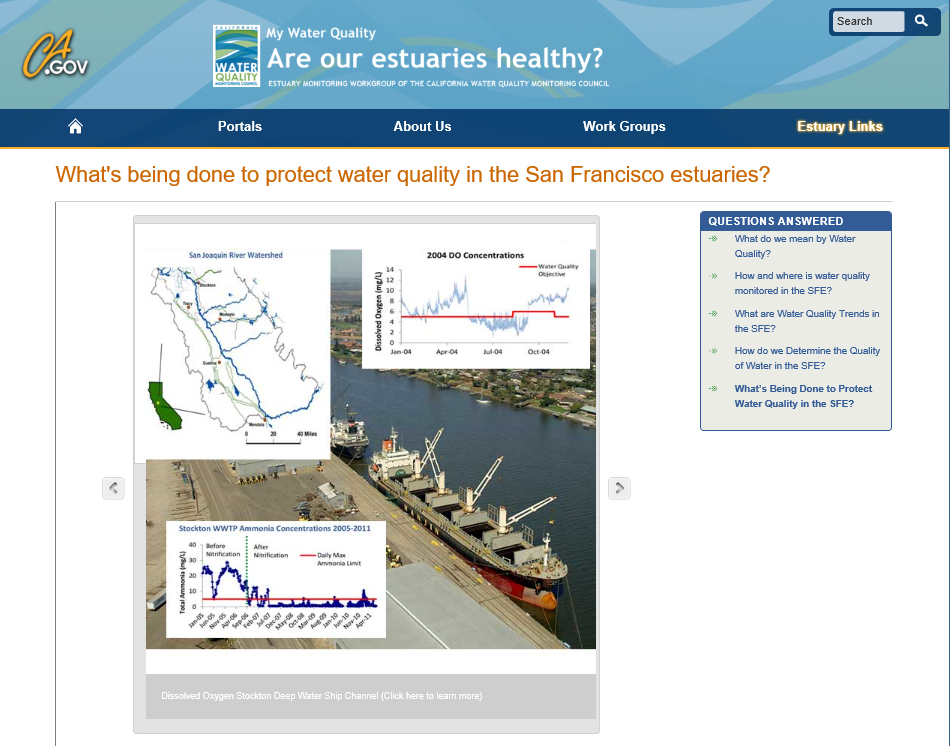 CA
.GOV
CALIFORNIA
WATER
QUALITY
MONITORING COUNCIL
My Water Quality
Are our estuaries healthy?
ESTUARY MONITORING WORKGROUP OF THE CALIFORNIA WATER QUALITY MONITORING COUNCIL
Search
Portals
About Us
Work Groups
Estuary Links
What's being done to protect water quality in the San Francisco estuaries?
San Joaquin River Watershed
Stockton
Tracy
Modesto
Gustine
Mendota
0 20 40 Miles
2004 DO Concentrations
Water Quality
Objective
Dissolved Oxygen (mg/L)
14
12
10
8
6
4
2
0
Jan-04 Apr-04 Jul-04 Oct-04
Stockton WWTP Ammonia Concentrations 2005-2011
Before
Nitrification
After
Nitrification
Daily Max
Ammonia Limit
Total Ammonia (mg/L)
40
30
20
10
0
Jan-05 Jun-05 Nov-05 Apr-06 Sep-06 Feb-07 Jul-07 Dec-07 May-08 Oct-08 Mar-09 Aug-09 Jan-10 Jun-10 Nov-10 Apr-11
Dissolved Oxygen Stockton Deep Water Ship Channel (Click here to learn more)
QUESTIONS ANSWERED
What do we mean by Water
Quality?
How and where is water quality
monitored in the SFE?
What are Water Quality Trends in
the SFE?
How do we Determine the Quality
of Water in the SFE?
What's Being Done to Protect
Water Quality in the SFE?